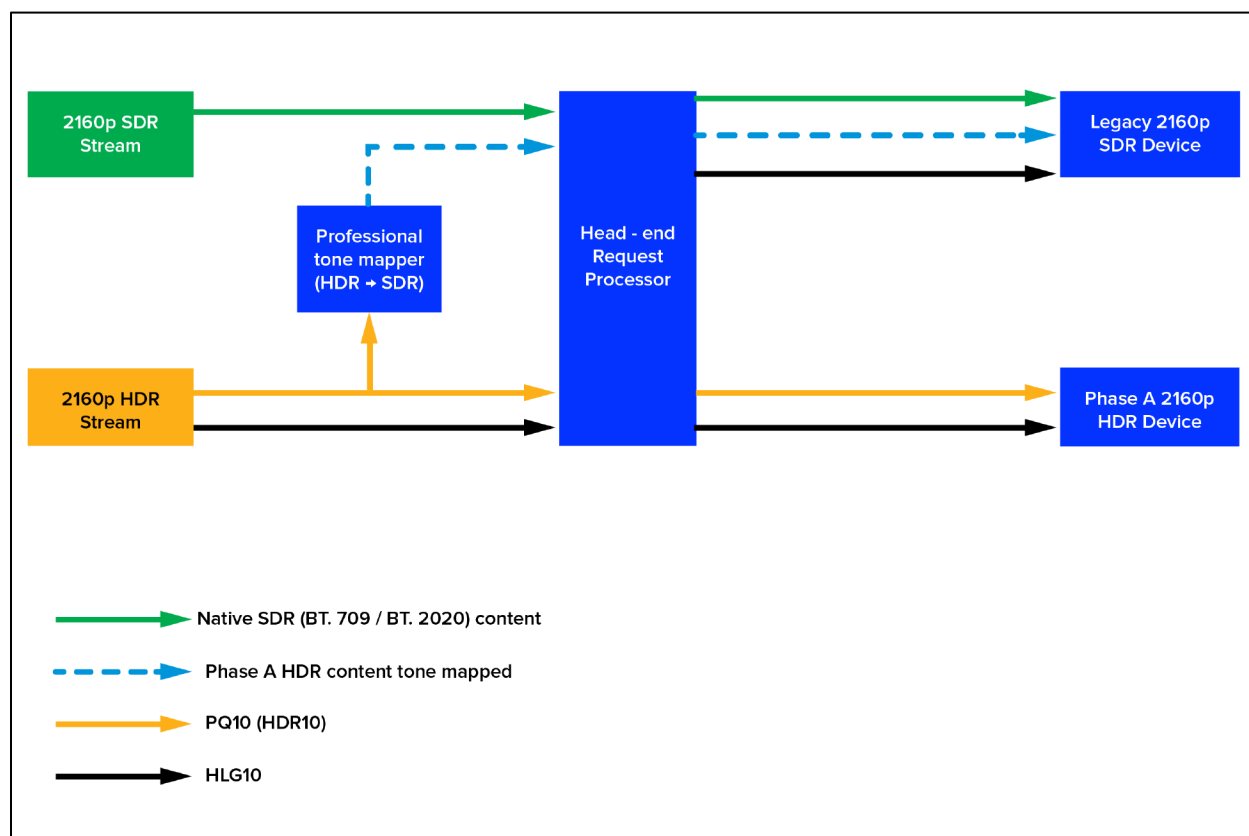 2160p SDR
Stream
Legacy 2160p
SDR Device
Professional
tone mapper
(HDR → SDR)
Head - end
Request
Processor
2160p HDR
Stream
Phase A 2160p
HDR Device
Native SDR (BT. 709 / BT. 2020) content
Phase A HDR content tone mapped
PQ10 (HDR10)
HLG10